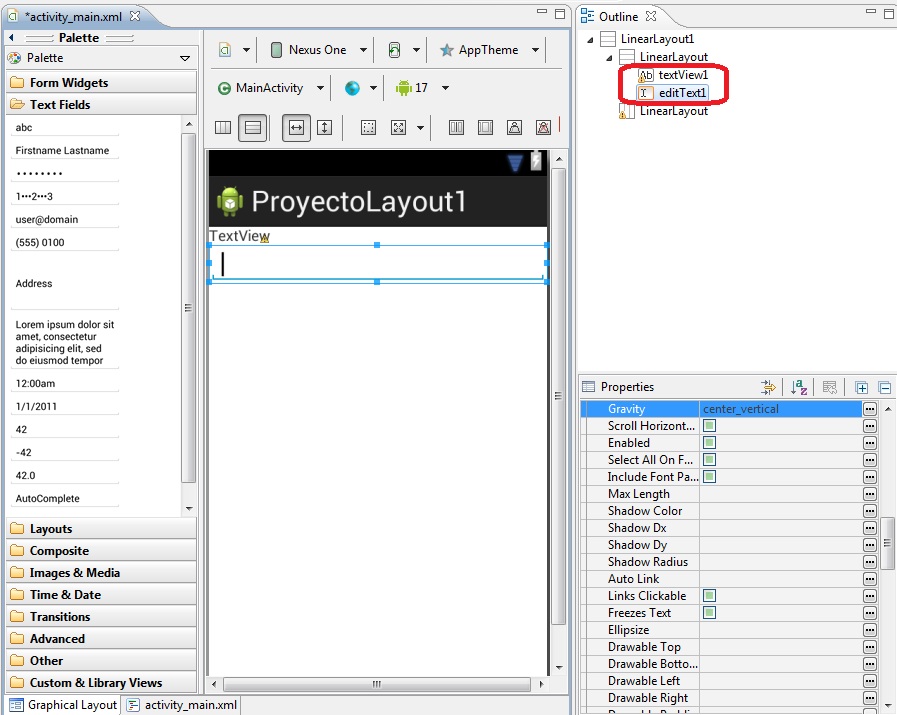 *activity_main.xml
Palette
Palette
Form Widgets
Text Fields
abc
Firstname Lastname
••••••••
1•••2•••3
user@domain
(555) 0100
Address
Lorem ipsum dolor sit
amet, consectetur
adipisicing elit, sed
do eiusmod tempor
12:00am
1/1/2011
42
-42
42.0
AutoComplete
Layouts
Composite
Images & Media
Time & Date
Transitions
Advanced
Other
Custom & Library Views
Graphical Layout
activity_main.xml
Nexus One
AppTheme
MainActivity
17
ProyectoLayout1
TextView
Outline
LinearLayout1
LinearLayout
Ab textView1
I editText1
LinearLayout
Properties
Gravity center_vertical
Scroll Horizont...
Enabled
Select All On F...
Include Font Pa...
Max Length
Shadow Color
Shadow Dx
Shadow Dy
Shadow Radius
Auto Link
Links Clickable
Freezes Text
Ellipsize
Drawable Top
Drawable Botto...
Drawable Left
Drawable Right